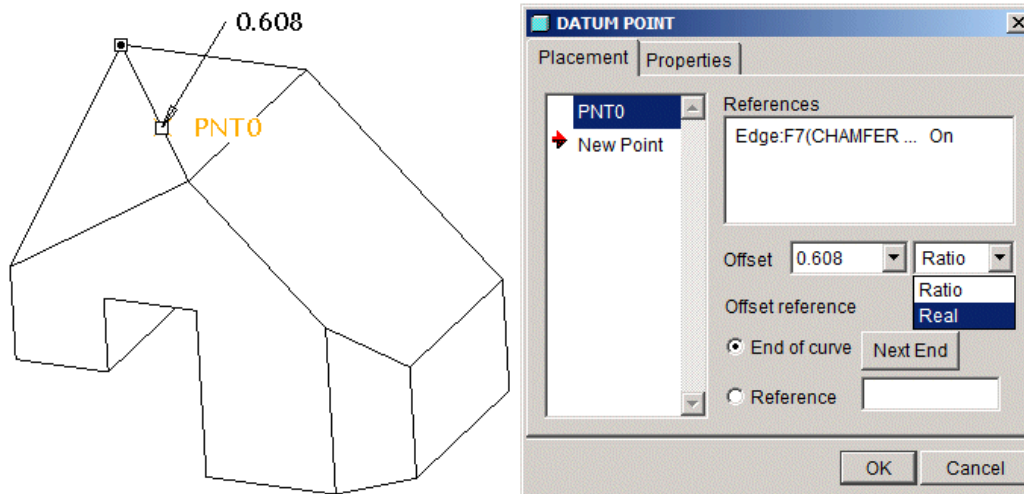 0.608
PNT0
DATUM POINT
Placement Properties
PNT0
New Point
References
Edge:F7(CHAMFER ... On
Offset 0.608 Ratio
Ratio
Real
Offset reference
End of curve Next End
Reference
OK Cancel